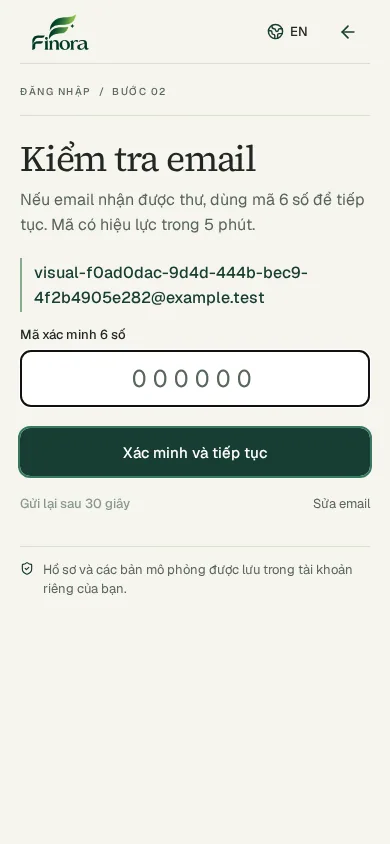 Finora
EN
ĐĂNG NHẬP / BƯỚC 02
Kiểm tra email
Nếu email nhận được thư, dùng mã 6 số để tiếp
tục. Mã có hiệu lực trong 5 phút.
visual-f0ad0dac-9d4d-444b-bec9-
4f2b4905e282@example.test
Mã xác minh 6 số
000000
Xác minh và tiếp tục
Gửi lại sau 30 giây
Sửa email
Hồ sơ và các bản mô phỏng được lưu trong tài khoản
riêng của bạn.